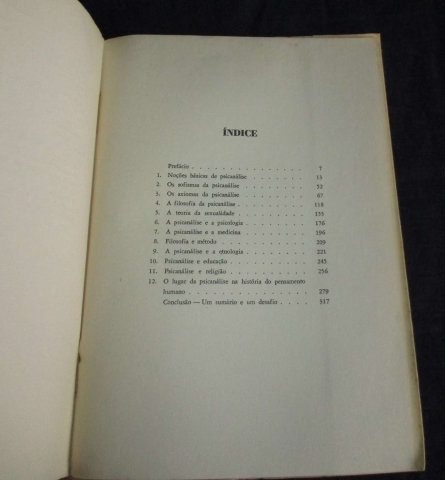 ÍNDICE
Prefácio . . . . . . . . . . . . . . . 7
1. Noções básicas da psicanálise . . . . . . 13
2. Os sofismas da psicanálise . . . . . . . 52
3. Os axiomas da psicanálise . . . . . . . 67
4. A filosofia da psicanálise . . . . . . . . 118
5. A teoria da sexualidade . . . . . . . . 155
6. A psicanálise e a psicologia . . . . . . . 176
7. A psicanálise e a medicina . . . . . . . 196
8. Filosofia e método . . . . . . . . . . 209
9. A psicanálise e a etnologia . . . . . . . 221
10. Psicanálise e educação . . . . . . . . . 245
11. Psicanálise e religião . . . . . . . . . 256
12. O lugar da psicanálise na história do pensamento
humano . . . . . . . . . . . . . . . 279
Conclusão — Um sumário e um desafio . . . . 317